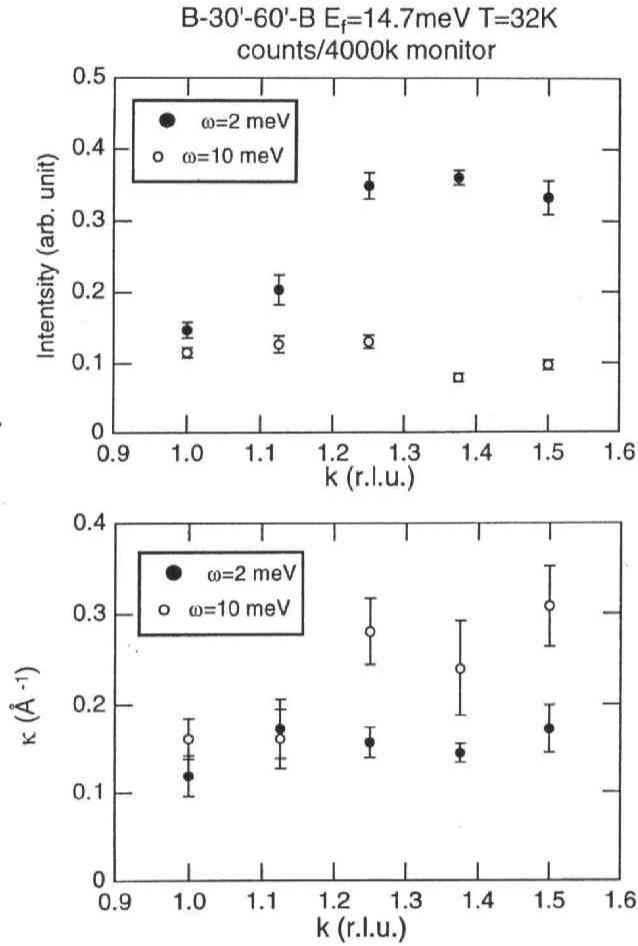 B-30'-60'-B E_f=14.7meV T=32K
counts/4000k monitor
0.5
0.4
0.3
0.2
0.1
0
Intentsity (arb. unit)
ω=2 meV
ω=10 meV
0.9 1.0 1.1 1.2 1.3 1.4 1.5 1.6
k (r.l.u.)
0.4
0.3
0.2
0.1
0
κ (Å⁻¹)
ω=2 meV
ω=10 meV
0.9 1.0 1.1 1.2 1.3 1.4 1.5 1.6
k (r.l.u.)